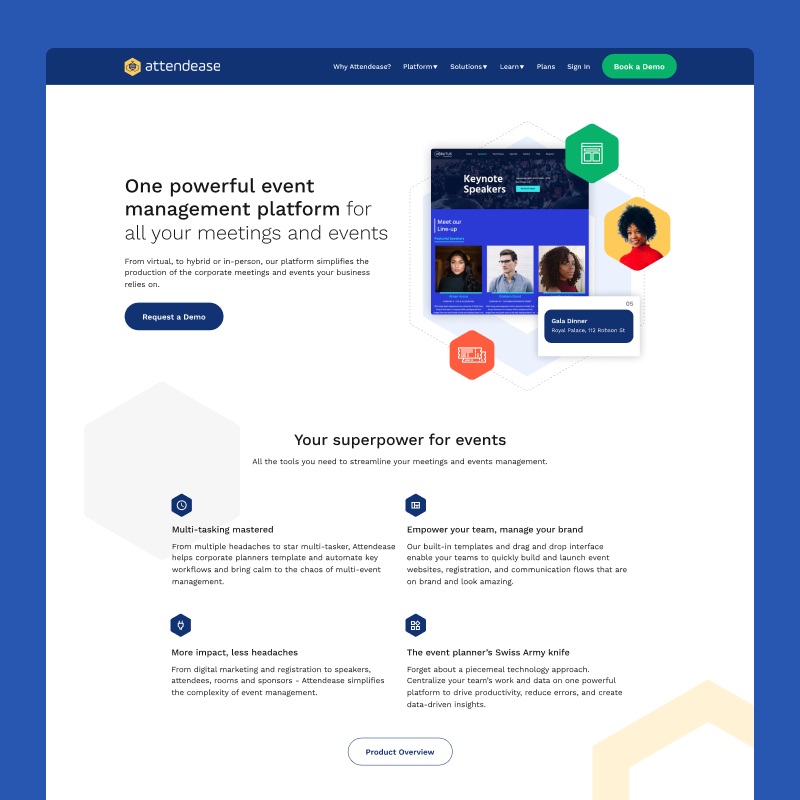 attendease
Why Attendease? Platform▼ Solutions▼ Learn▼ Plans Sign In Book a Demo
One powerful event
management platform for
all your meetings and events
From virtual, to hybrid or in-person, our platform simplifies the
production of the corporate meetings and events your business
relies on.
Request a Demo
Keynote
Speakers
Meet our
Line-up
Featured Speakers
05
Gala Dinner
Royal Palace, 112 Robson St
Your superpower for events
All the tools you need to streamline your meetings and events management.
Multi-tasking mastered
From multiple headaches to star multi-tasker, Attendease
helps corporate planners template and automate key
workflows and bring calm to the chaos of multi-event
management.
Empower your team, manage your brand
Our built-in templates and drag and drop interface
enable your teams to quickly build and launch event
websites, registration, and communication flows that are
on brand and look amazing.
More impact, less headaches
From digital marketing and registration to speakers,
attendees, rooms and sponsors - Attendease simplifies
the complexity of event management.
The event planner’s Swiss Army knife
Forget about a piecemeal technology approach.
Centralize your team’s work and data on one powerful
platform to drive productivity, reduce errors, and create
data-driven insights.
Product Overview